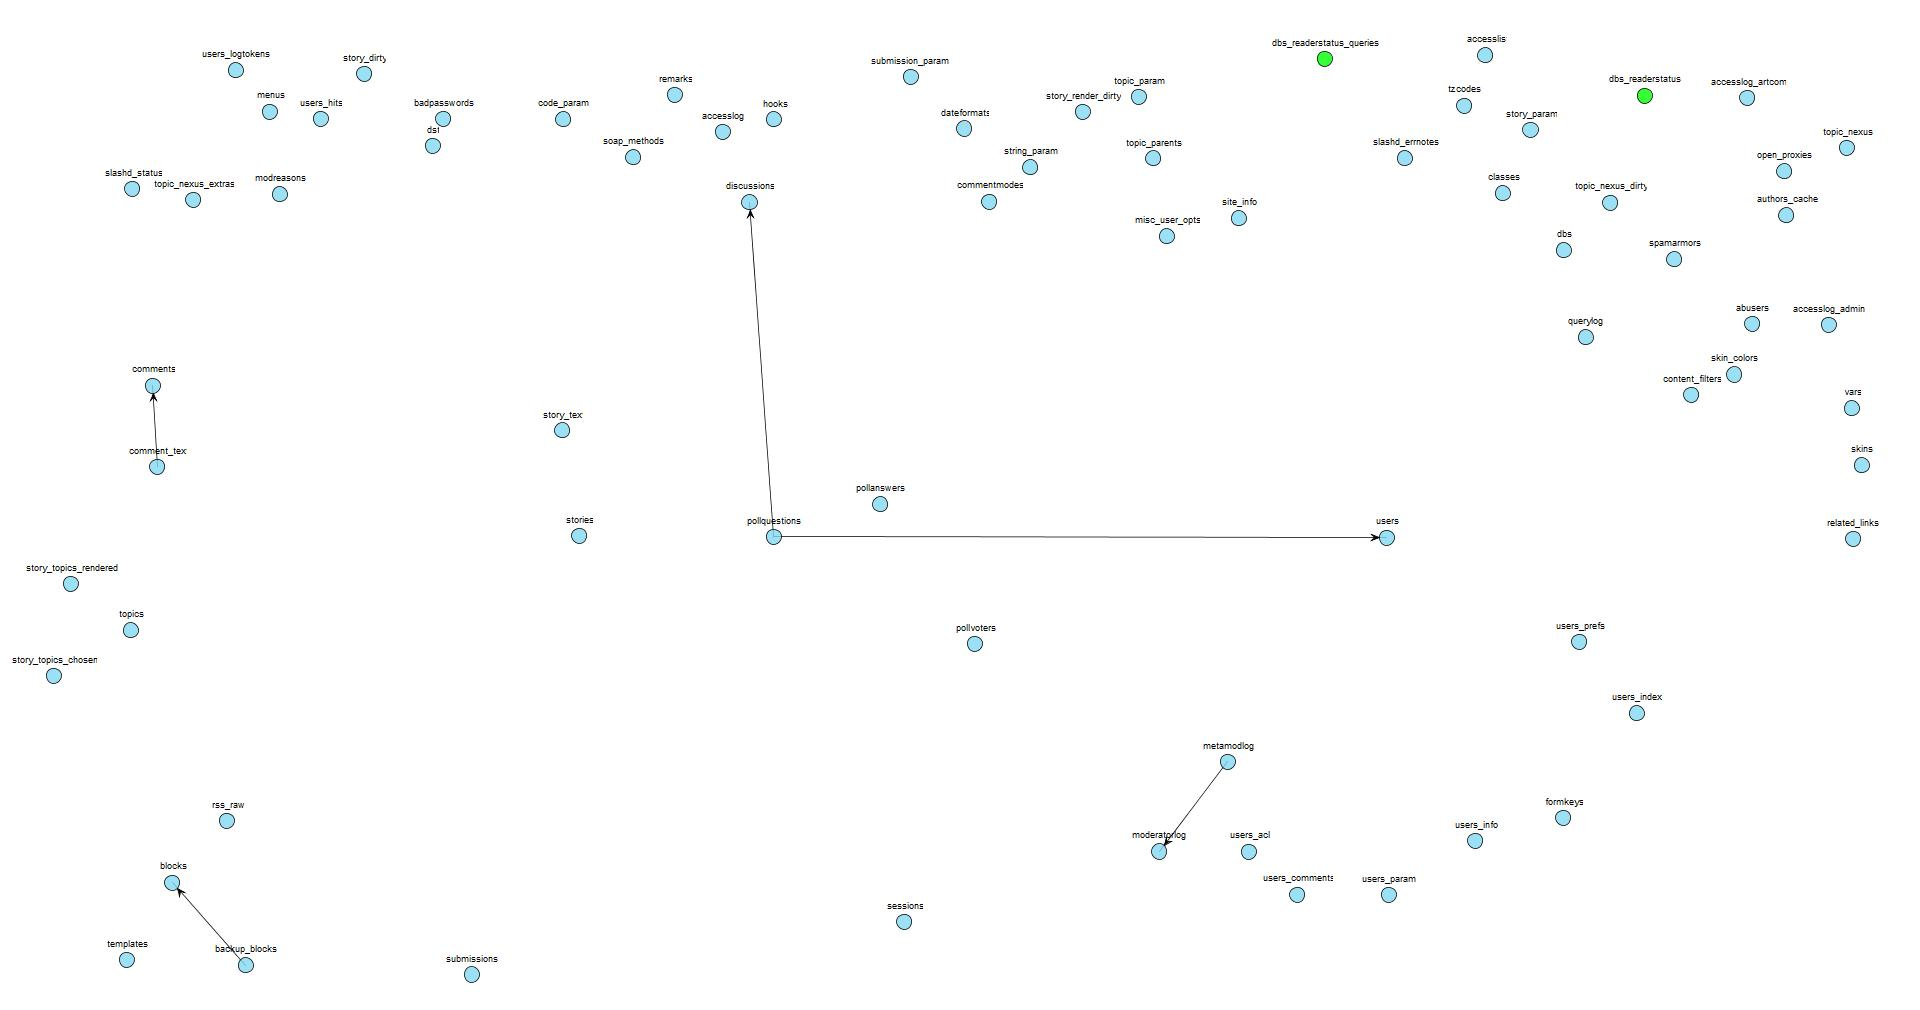 dbs_readerstatus_queries
accesslis
users_logtokens
story_dirty
submission_param
remarks
topic_param
dbs_readerstatus
accesslog_artcom
tzcodes
menus
users_hits
badpasswords
code_param
hooks
story_render_dirty
accesslog
dateformats
story_param
dst
topic_nexus
soap_methods
string_param
topic_parents
slashd_errnotes
open_proxies
slashd_status
topic_nexus_extras
modreasons
discussions
commentmodes
classes
topic_nexus_dirty
authors_cache
site_info
misc_user_opts
dbs
spamarmors
abusers
accesslog_admin
querylog
skin_colors
comments
content_filters
vars
story_tex
comment_tex
skins
pollanswers
stories
pollquestions
users
related_links
story_topics_rendered
topics
pollvoters
users_prefs
story_topics_chosen
users_index
metamodlog
rss_raw
formkeys
users_info
moderatorlog
users_acl
blocks
users_comments
users_param
sessions
templates
backup_blocks
submissions